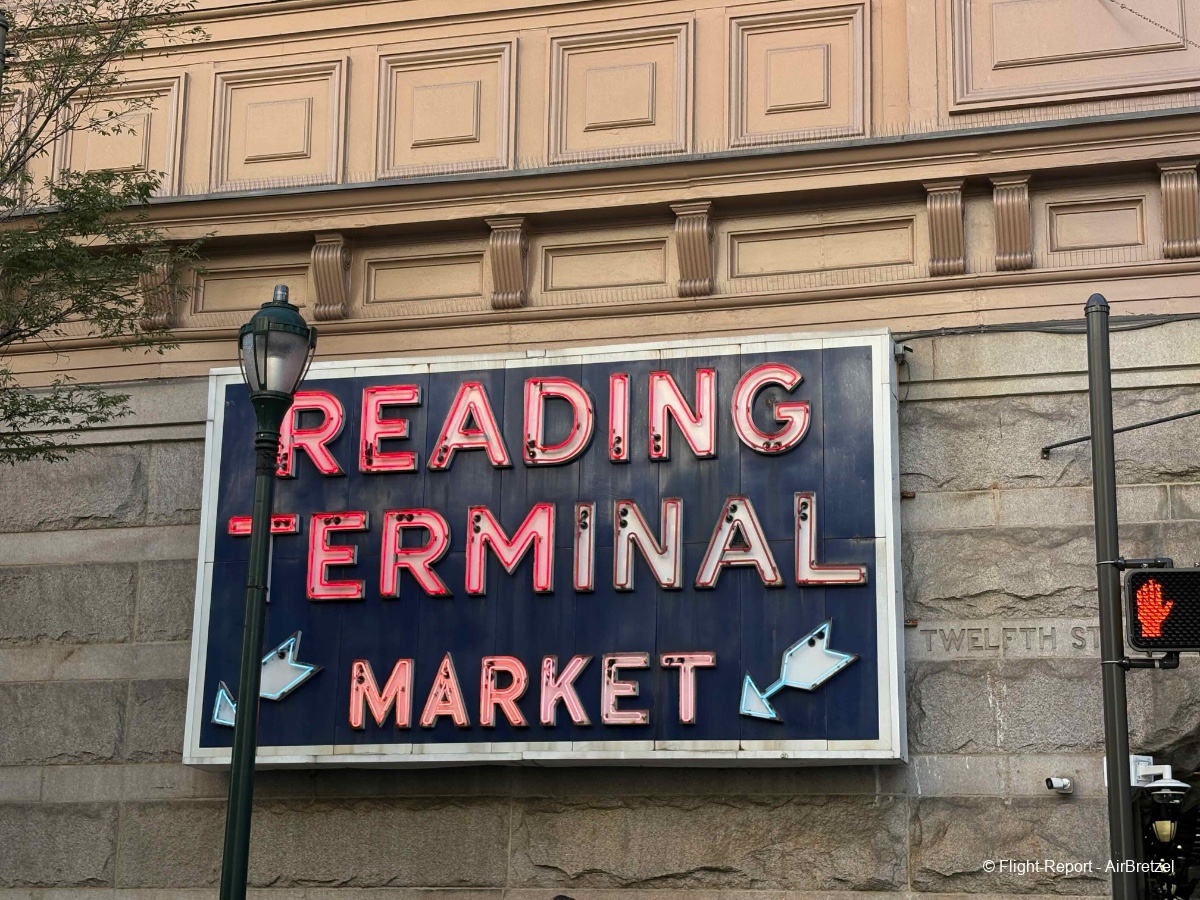 READING
TERMINAL
MARKET
TWELFTH ST
© Flight-Report - AirBretzel